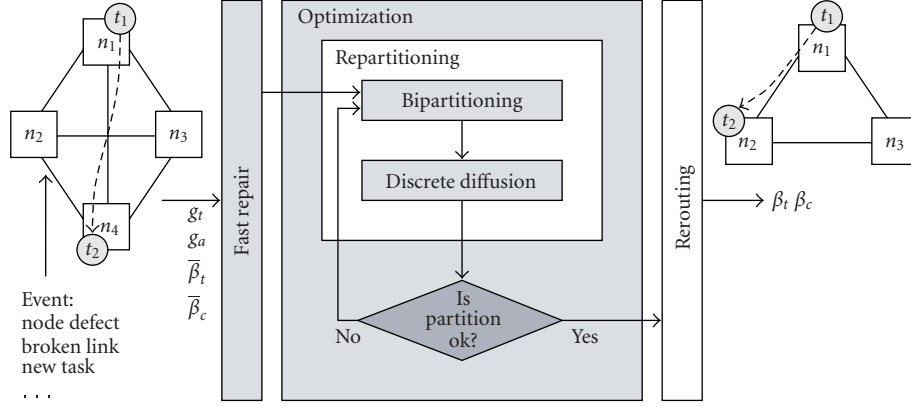 t1
n1
n2
n3
n4
t2
Event:
node defect
broken link
new task
. . .
gt
ga
β̅t
β̅c
Fast repair
Optimization
Repartitioning
Bipartitioning
Discrete diffusion
Is
partition
ok?
No
Yes
Rerouting
t1
n1
t2
n2
n3
βt βc